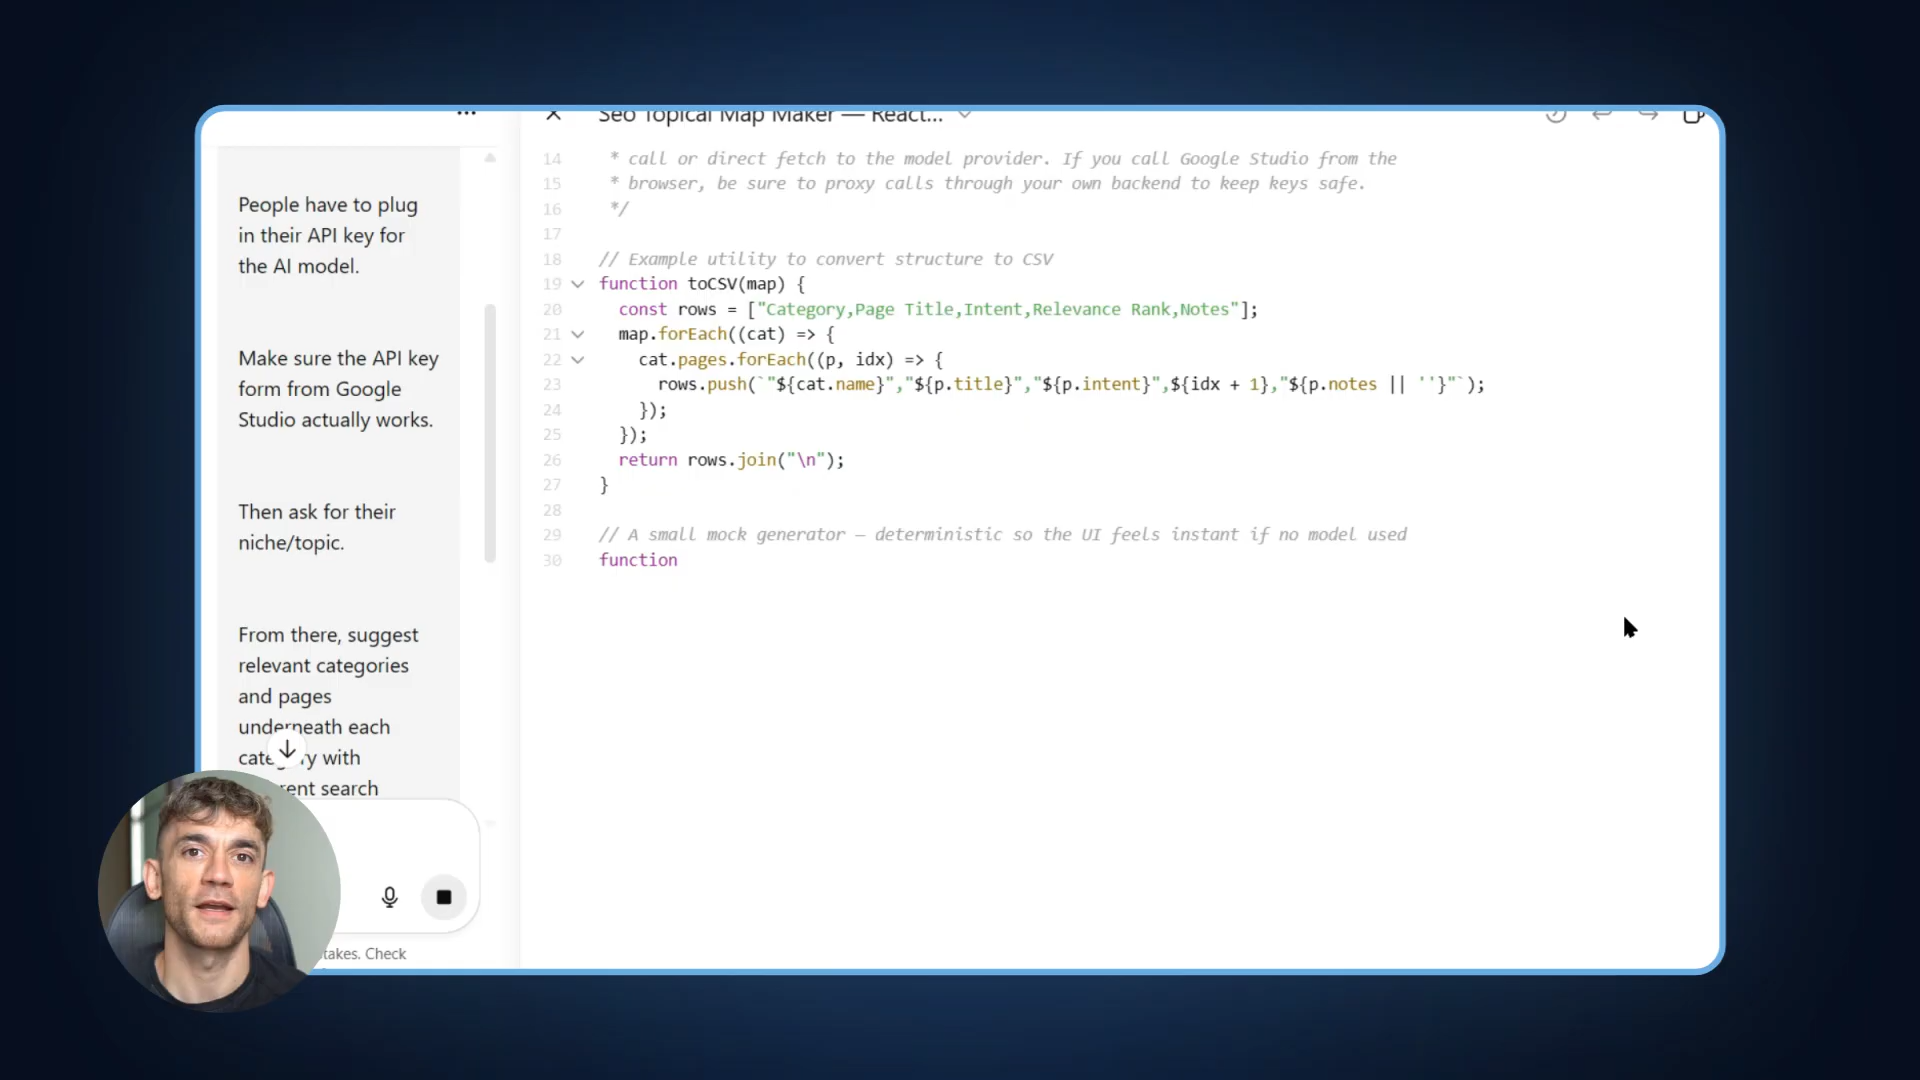 People have to plug
in their API key for
the AI model.
Make sure the API key
form from Google
Studio actually works.
Then ask for their
niche/topic.
From there, suggest
relevant categories
and pages
underneath each
with
search
takes. Check
Seo Topical Map Maker — React...
14 * call or direct fetch to the model provider. If you call Google Studio from the
15 * browser, be sure to proxy calls through your own backend to keep keys safe.
16 */
17
18 // Example utility to convert structure to CSV
19 function toCSV(map) {
20 const rows = ["Category,Page Title,Intent,Relevance Rank,Notes"];
21 map.forEach((cat) => {
22 cat.pages.forEach((p, idx) => {
23 rows.push(`"${cat.name}","${p.title}","${p.intent}",${idx + 1},"${p.notes || ''}"`);
24 });
25 });
26 return rows.join("\n");
27 }
28
29 // A small mock generator — deterministic so the UI feels instant if no model used
30 function